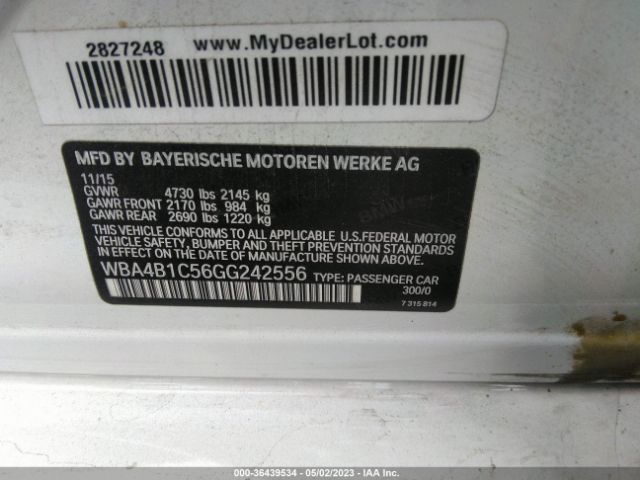 2827248 www.MyDealerLot.com
MFD BY BAYERISCHE MOTOREN WERKE AG
11/15
GVWR 4730 lbs 2145 kg
GAWR FRONT 2170 lbs 984 kg
GAWR REAR 2690 lbs 1220 kg
THIS VEHICLE CONFORMS TO ALL APPLICABLE U.S.FEDERAL MOTOR
VEHICLE SAFETY, BUMPER AND THEFT PREVENTION STANDARDS
IN EFFECT ON THE DATE OF MANUFACTURE SHOWN ABOVE.
WBA4B1C56GG242556 TYPE: PASSENGER CAR
300/0
7 315 814
000-36439534 - 05/02/2023 - IAA Inc.